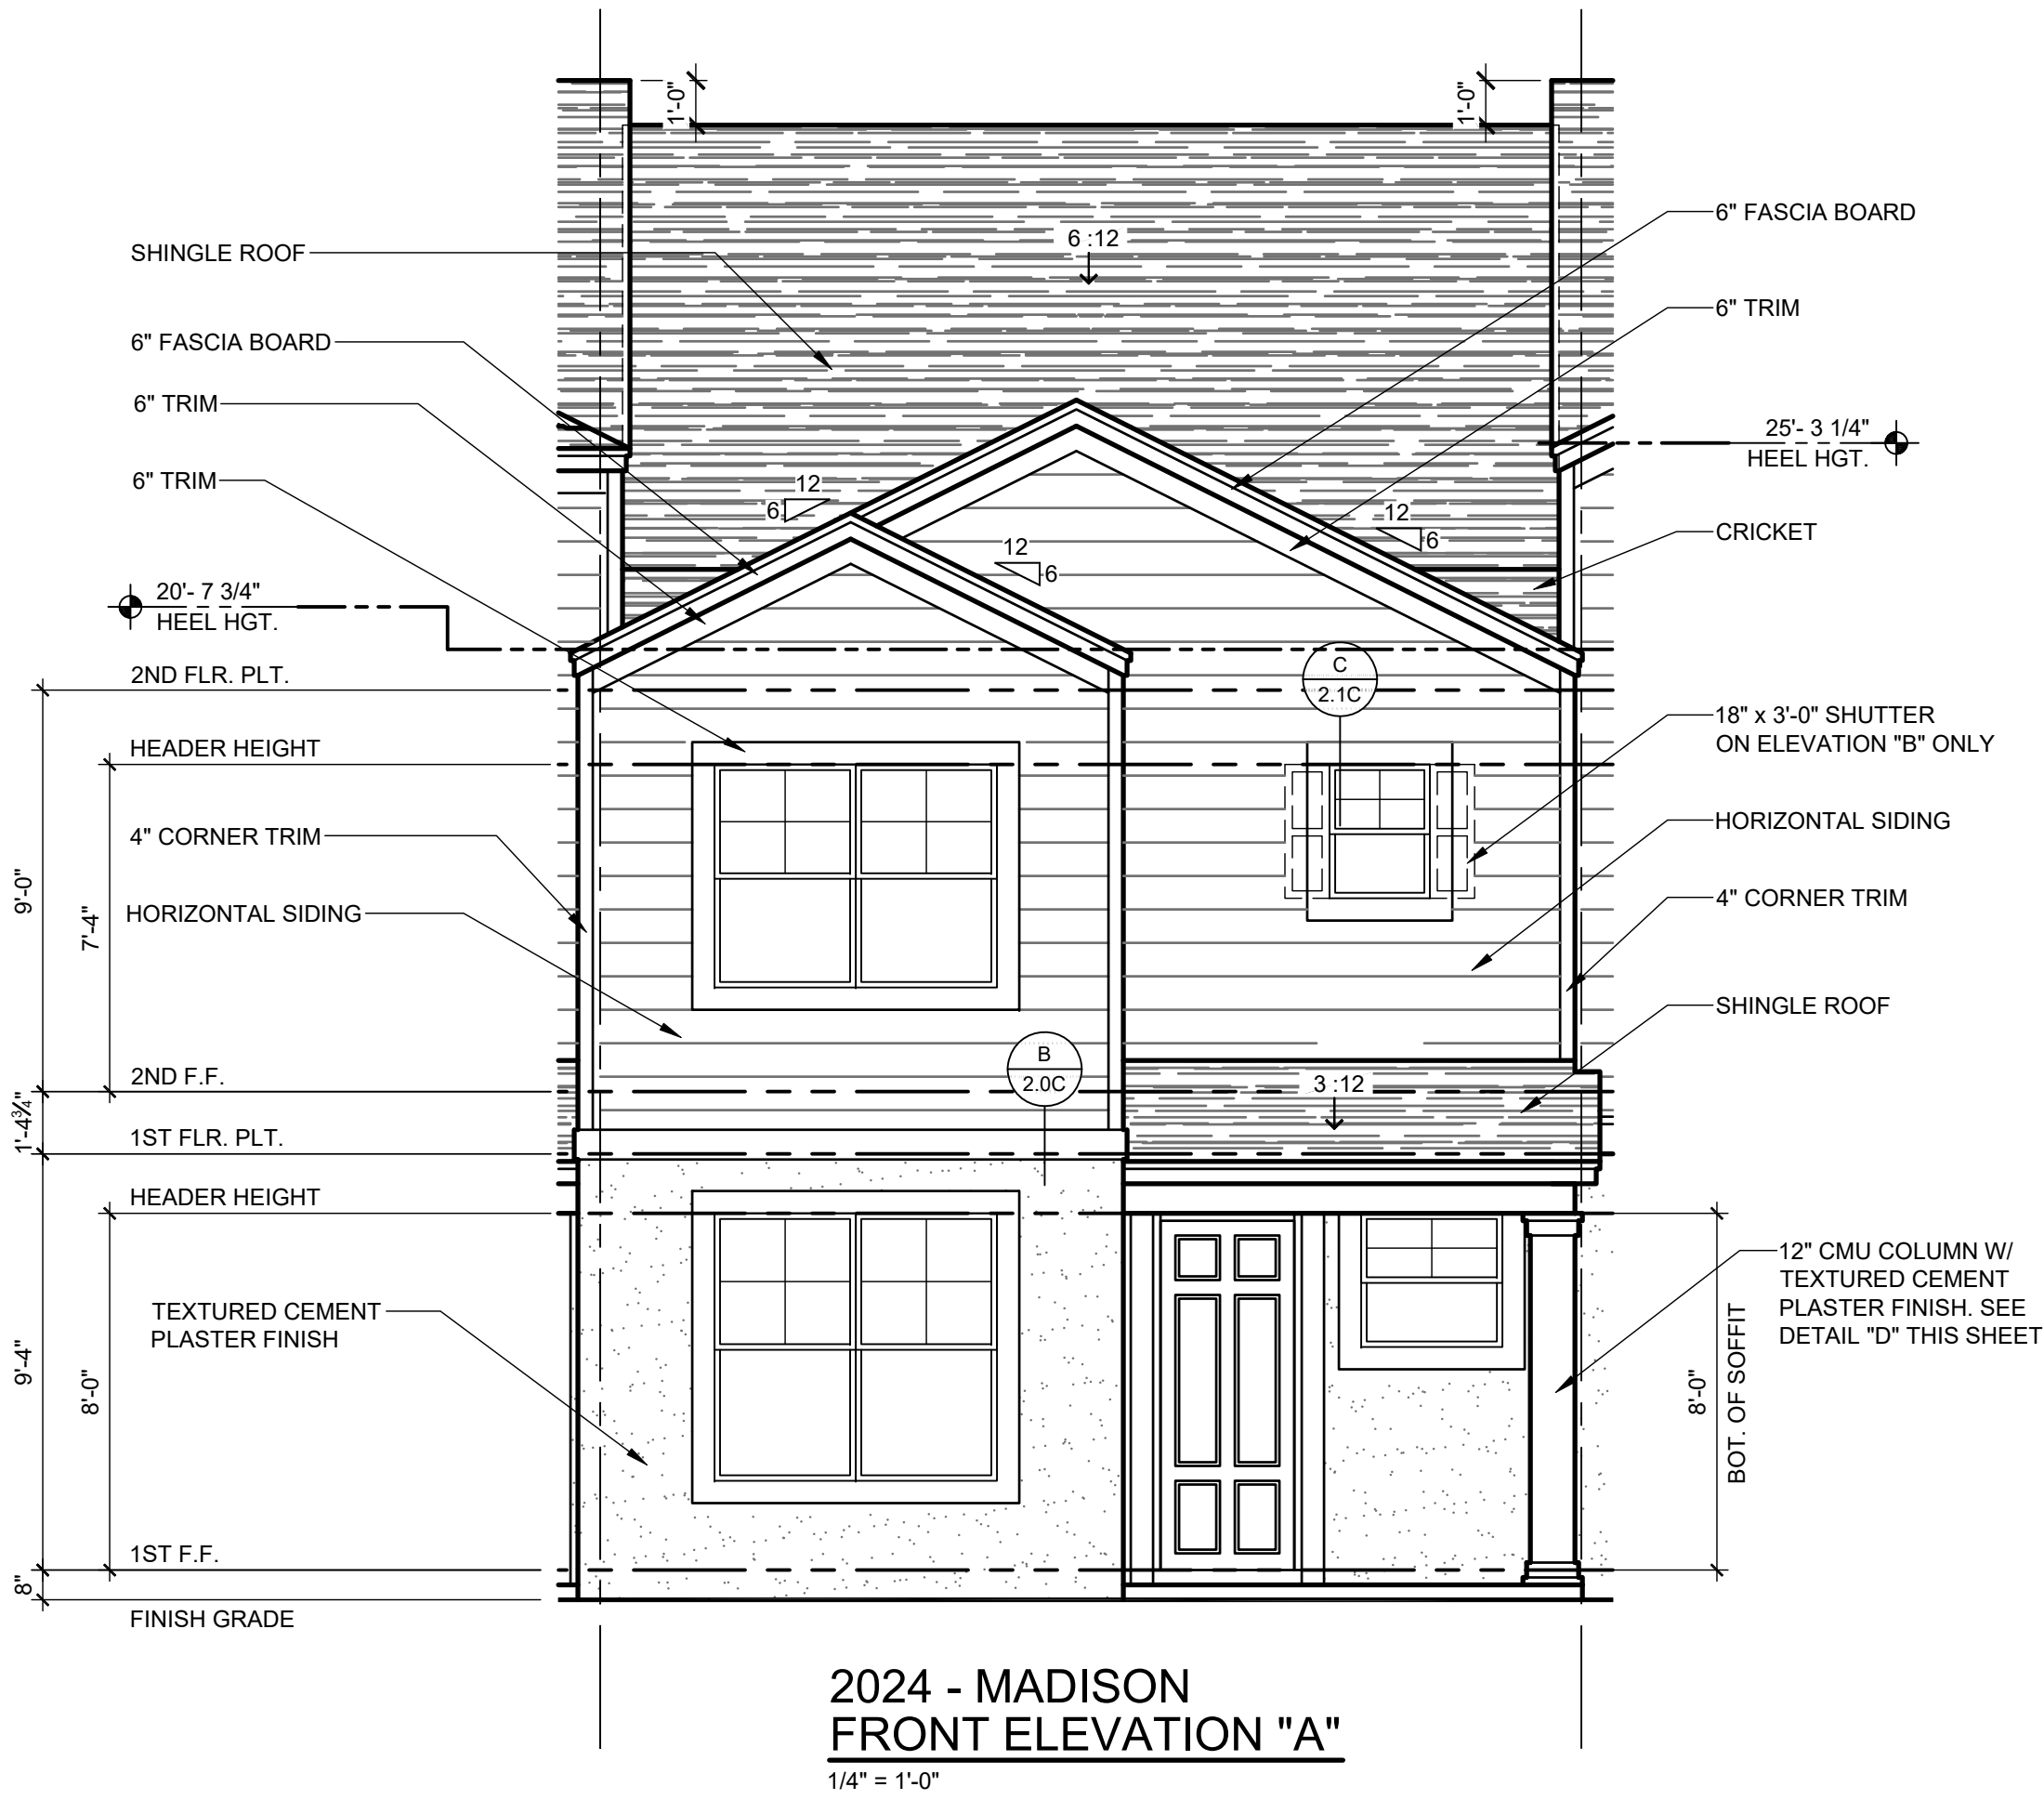 1'-0"
1'-0"
6 :12
SHINGLE ROOF
6" FASCIA BOARD
6" TRIM
6" TRIM
6" FASCIA BOARD
6" TRIM
25'- 3 1/4"
HEEL HGT.
CRICKET
12
6
12
6
12
6
20'- 7 3/4"
HEEL HGT.
2ND FLR. PLT.
HEADER HEIGHT
4" CORNER TRIM
HORIZONTAL SIDING
9'-0"
7'-4"
C
2.1C
18" x 3'-0" SHUTTER
ON ELEVATION "B" ONLY
HORIZONTAL SIDING
4" CORNER TRIM
SHINGLE ROOF
2ND F.F.
1'-4¾"
1ST FLR. PLT.
B
2.0C
3 :12
HEADER HEIGHT
9'-4"
8'-0"
TEXTURED CEMENT
PLASTER FINISH
12" CMU COLUMN W/
TEXTURED CEMENT
PLASTER FINISH. SEE
DETAIL "D" THIS SHEET
8'-0"
BOT. OF SOFFIT
1ST F.F.
8"
FINISH GRADE
2024 - MADISON
FRONT ELEVATION "A"
1/4" = 1'-0"